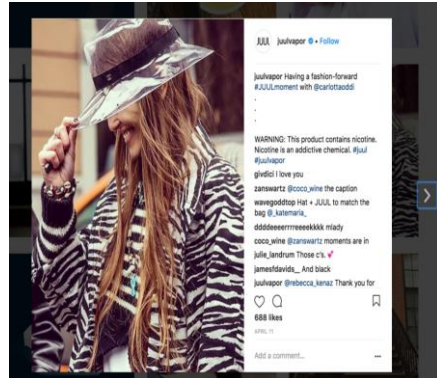 JUUL
juulvapor • Follow
juulvapor Having a fashion-forward
#JUULmoment with @carlottaoddi
.
.
.
.
WARNING: This product contains nicotine.
Nicotine is an addictive chemical. #juul
#juulvapor
givdici I love you
zanswartz @coco_wine the caption
wavegoddtop Hat + JUUL to match the
bag @_katemaria_
ddddeeeerrrreeeekkkk mlady
coco_wine @zanswartz moments are in
julie_landrum Those c's. 💕
jamesfdavids__ And black
juulvapor @rebecca_kenaz Thank you for
688 likes
APRIL 11
Add a comment...